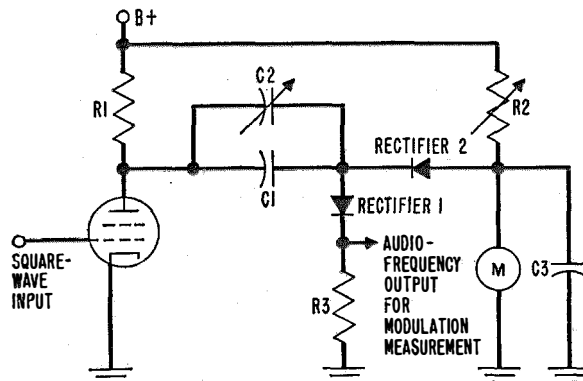 B+
C2
R1
R2
RECTIFIER 2
C1
RECTIFIER 1
SQUARE-
WAVE
INPUT
AUDIO-
FREQUENCY
OUTPUT
FOR
MODULATION
MEASUREMENT
M
C3
R3